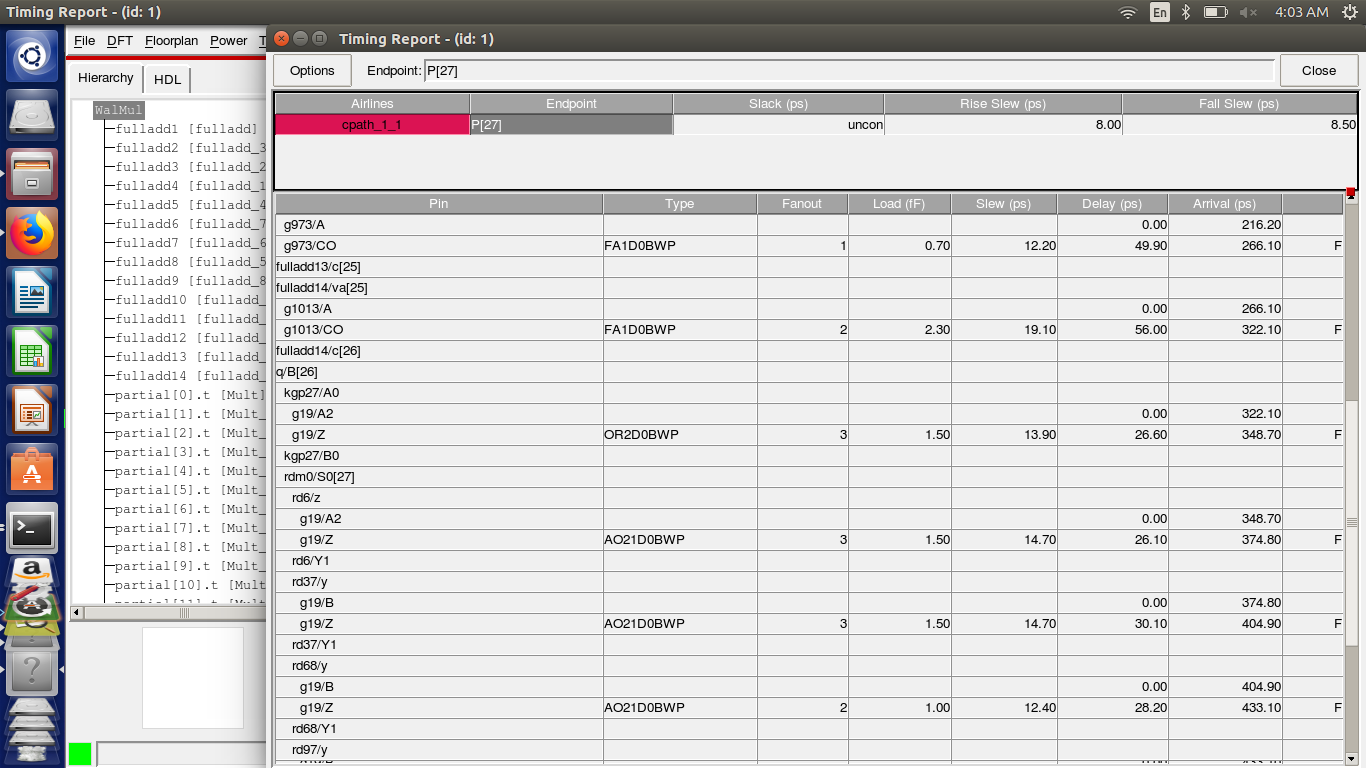 Timing Report - (id: 1) En 4:03 AM
File DFT Floorplan Power T
Timing Report - (id: 1)
Hierarchy HDL
Options Endpoint: P[27] Close
Airlines Endpoint Slack (ps) Rise Slew (ps) Fall Slew (ps)
cpath_1_1 P[27] uncon 8.00 8.50
WalMul
fulladd1 [fulladd]
fulladd2 [fulladd_3
fulladd3 [fulladd_2
fulladd4 [fulladd_1
fulladd5 [fulladd_4
fulladd6 [fulladd_7
fulladd7 [fulladd_6
fulladd8 [fulladd_5
fulladd9 [fulladd_8
fulladd10 [fulladd_
fulladd11 [fulladd_
fulladd12 [fulladd_
fulladd13 [fulladd_
fulladd14 [fulladd_
partial[0].t [Mult]
partial[1].t [Mult_
partial[2].t [Mult_
partial[3].t [Mult_
partial[4].t [Mult_
partial[5].t [Mult_
partial[6].t [Mult_
partial[7].t [Mult_
partial[8].t [Mult_
partial[9].t [Mult_
partial[10].t [Mult
Pin Type Fanout Load (fF) Slew (ps) Delay (ps) Arrival (ps)
g973/A 0.00 216.20
g973/CO FA1D0BWP 1 0.70 12.20 49.90 266.10 F
fulladd13/c[25]
fulladd14/va[25]
g1013/A 0.00 266.10
g1013/CO FA1D0BWP 2 2.30 19.10 56.00 322.10 F
fulladd14/c[26]
q/B[26]
kgp27/A0
g19/A2 0.00 322.10
g19/Z OR2D0BWP 3 1.50 13.90 26.60 348.70 F
kgp27/B0
rdm0/S0[27]
rd6/z
g19/A2 0.00 348.70
g19/Z AO21D0BWP 3 1.50 14.70 26.10 374.80 F
rd6/Y1
rd37/y
g19/B 0.00 374.80
g19/Z AO21D0BWP 3 1.50 14.70 30.10 404.90 F
rd37/Y1
rd68/y
g19/B 0.00 404.90
g19/Z AO21D0BWP 2 1.00 12.40 28.20 433.10 F
rd68/Y1
rd97/y